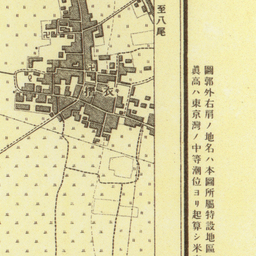 至八尾
圖郭外右肩ノ地名ハ本圖所屬特設地區
眞高ハ東京灣ノ中等潮位ヨリ起算シ米
衣摺